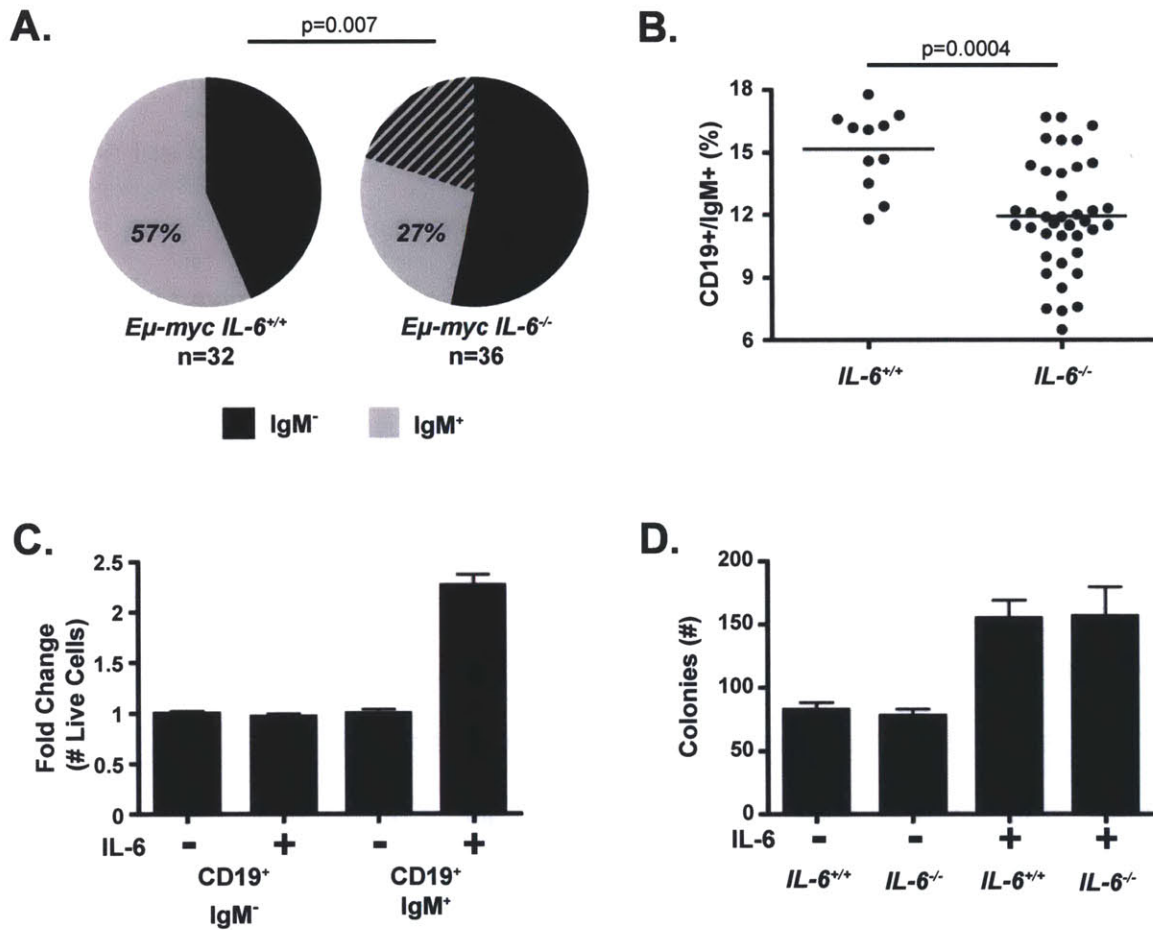 A.
p=0.007
57%
27%
Eμ-myc IL-6+/+
n=32
Eμ-myc IL-6-/-
n=36
IgM-
IgM+
B.
p=0.0004
CD19+/IgM+ (%)
18
15
12
9
6
IL-6+/+
IL-6-/-
C.
Fold Change
(# Live Cells)
2.5
2
1.5
1
0.5
0
IL-6 - + - +
CD19+
IgM-
CD19+
IgM+
D.
Colonies (#)
200
150
100
50
0
IL-6 - - + +
IL-6+/+ IL-6-/- IL-6+/+ IL-6-/-